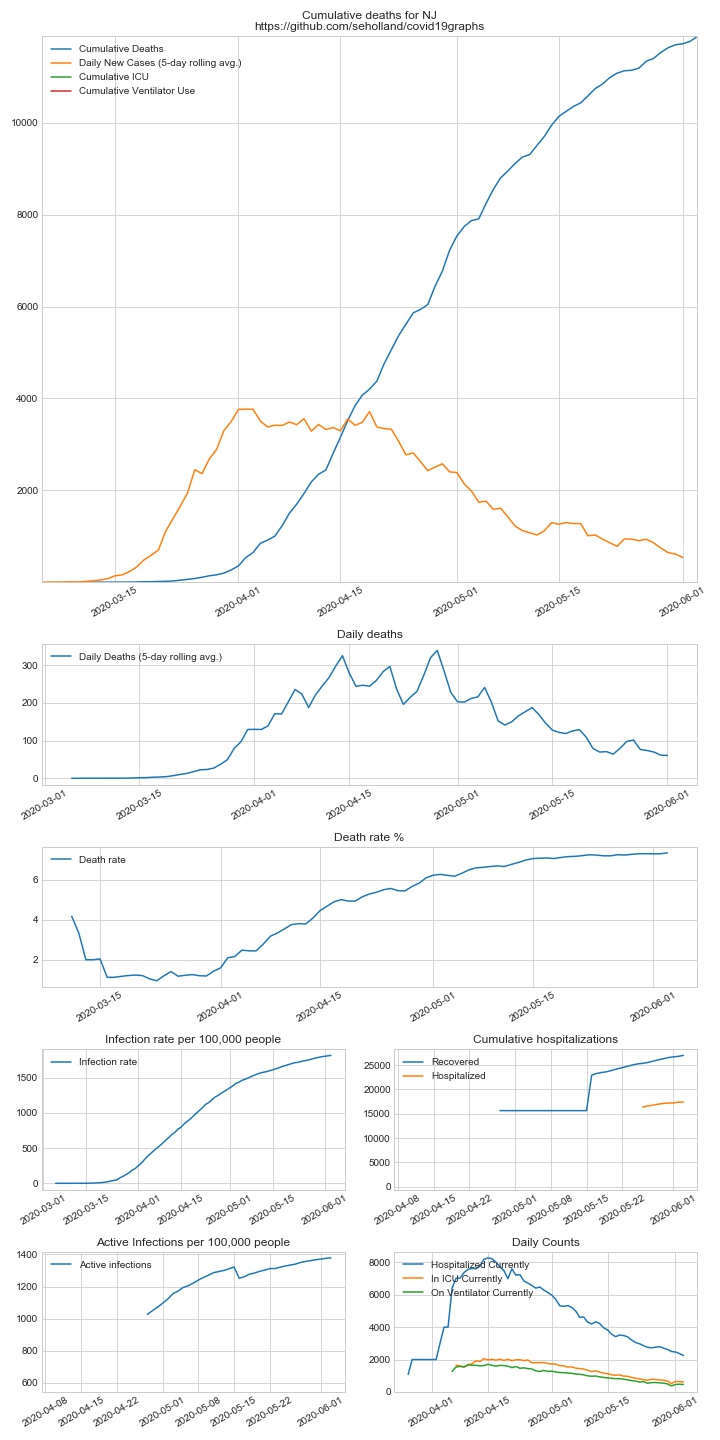 Cumulative deaths for NJ
https://github.com/seholland/covid19graphs
Cumulative Deaths
Daily New Cases (5-day rolling avg.)
Cumulative ICU
Cumulative Ventilator Use
10000
8000
6000
4000
2000
2020-03-15 2020-04-01 2020-04-15 2020-05-01 2020-05-15 2020-06-01
Daily deaths
Daily Deaths (5-day rolling avg.)
300
200
100
0
2020-03-01 2020-03-15 2020-04-01 2020-04-15 2020-05-01 2020-05-15 2020-06-01
Death rate %
Death rate
6
4
2
2020-03-15 2020-04-01 2020-04-15 2020-05-01 2020-05-15 2020-06-01
Infection rate per 100,000 people
Infection rate
1500
1000
500
0
2020-03-01 2020-03-15 2020-04-01 2020-04-15 2020-05-01 2020-05-15 2020-06-01
Cumulative hospitalizations
Recovered
Hospitalized
25000
20000
15000
10000
5000
0
2020-04-08 2020-04-15 2020-04-22 2020-05-01 2020-05-08 2020-05-15 2020-05-22 2020-06-01
Active Infections per 100,000 people
Active infections
1400
1200
1000
800
600
2020-04-08 2020-04-15 2020-04-22 2020-05-01 2020-05-08 2020-05-15 2020-05-22 2020-06-01
Daily Counts
Hospitalized Currently
In ICU Currently
On Ventilator Currently
8000
6000
4000
2000
0
2020-04-01 2020-04-15 2020-05-01 2020-05-15 2020-06-01